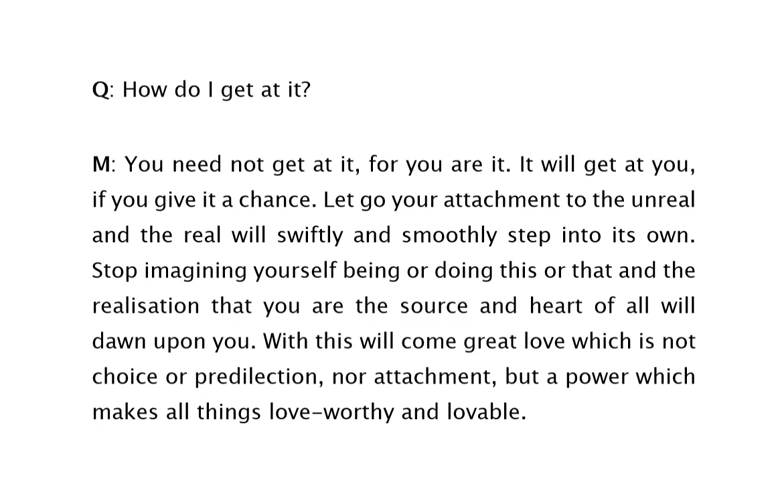 Q: How do I get at it?
M: You need not get at it, for you are it. It will get at you,
if you give it a chance. Let go your attachment to the unreal
and the real will swiftly and smoothly step into its own.
Stop imagining yourself being or doing this or that and the
realisation that you are the source and heart of all will
dawn upon you. With this will come great love which is not
choice or predilection, nor attachment, but a power which
makes all things love-worthy and lovable.